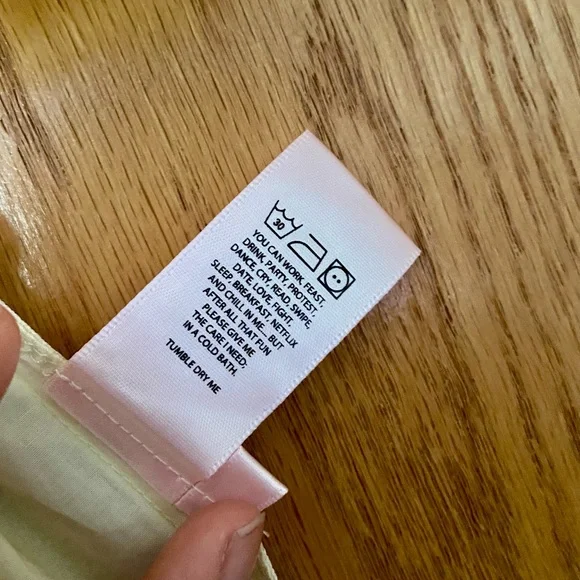 30
YOU CAN WORK, FEAST,
DRINK, PARTY, PROTEST,
DANCE, CRY, READ, SWIPE,
DATE, LOVE, FIGHT,
SLEEP, BREAKFAST, NETFLIX
AND CHILL IN ME... BUT
AFTER ALL THAT FUN
PLEASE GIVE ME
THE CARE I NEED;
IN A COLD BATH.
TUMBLE DRY ME